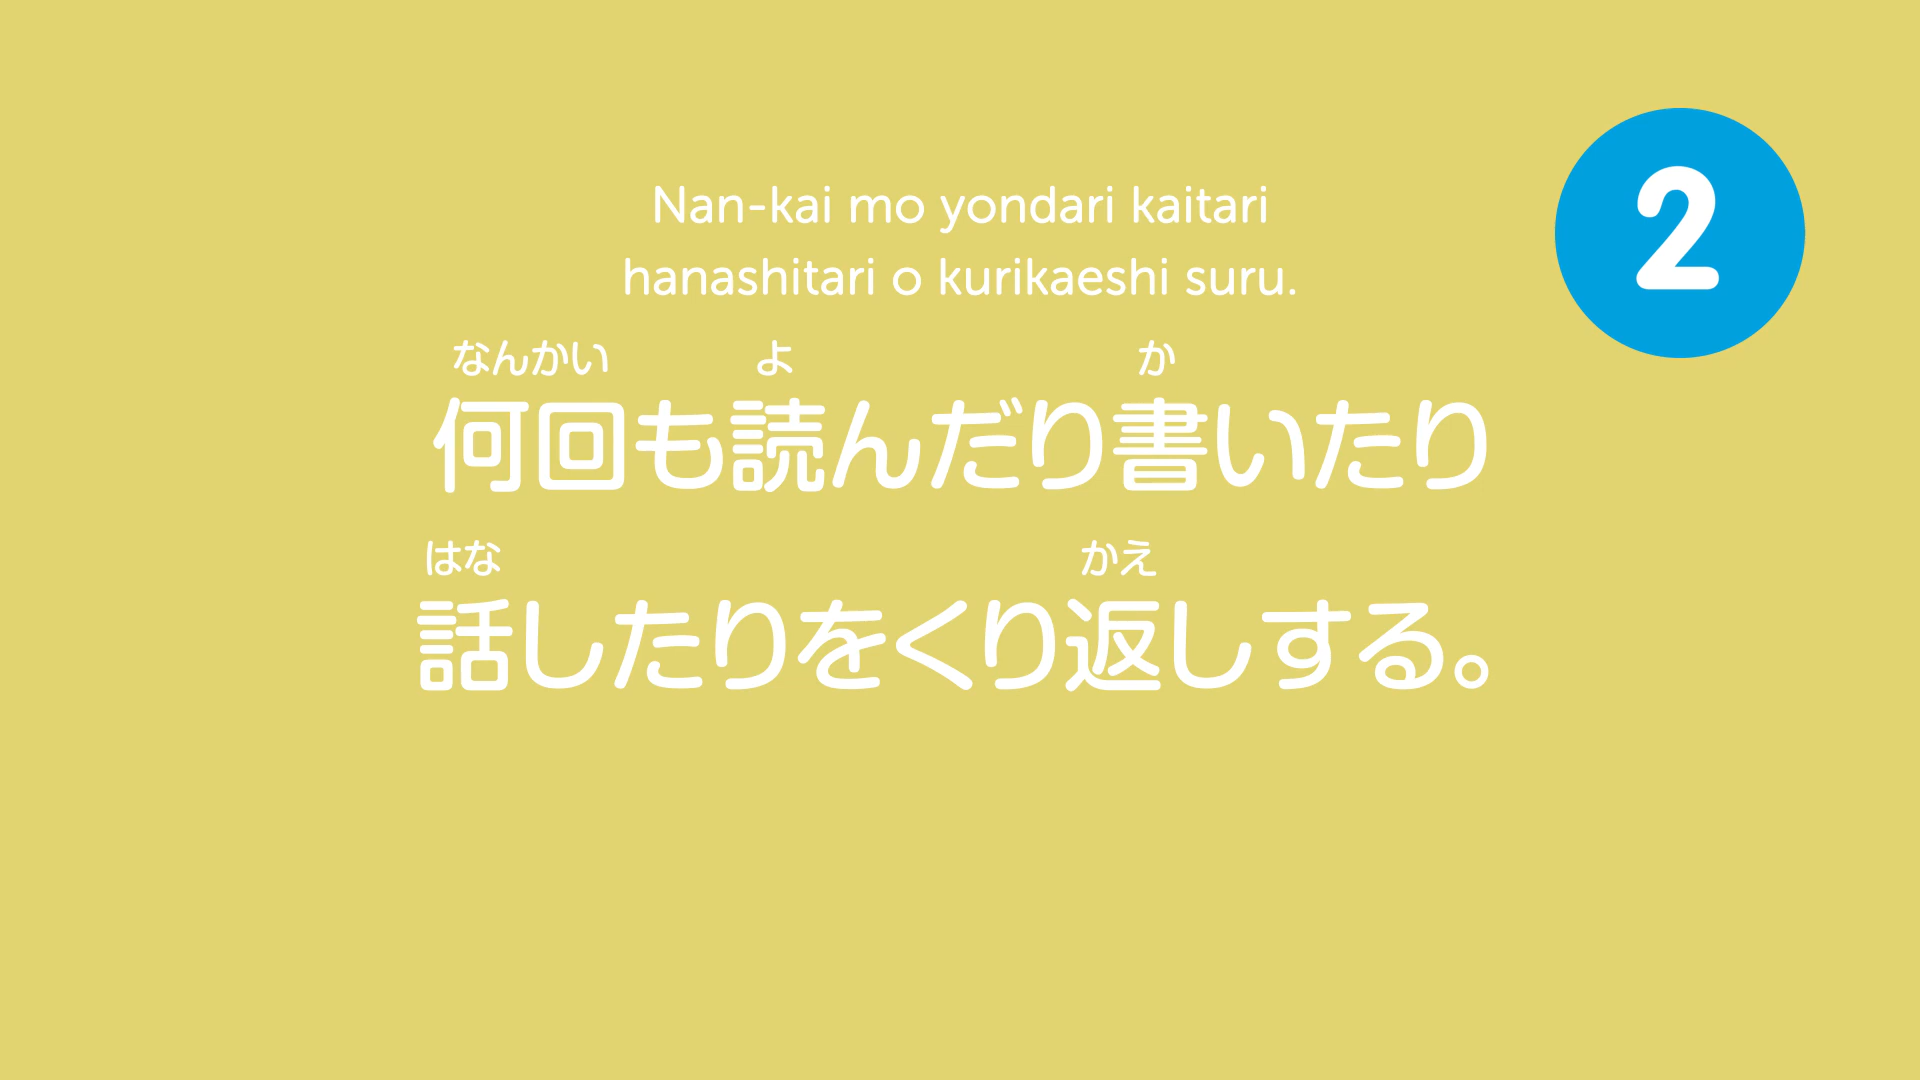 2
Nan-kai mo yondari kaitari
hanashitari o kurikaeshi suru.
なんかい よ か
何回も読んだり書いたり
はな かえ
話したりをくり返しする。